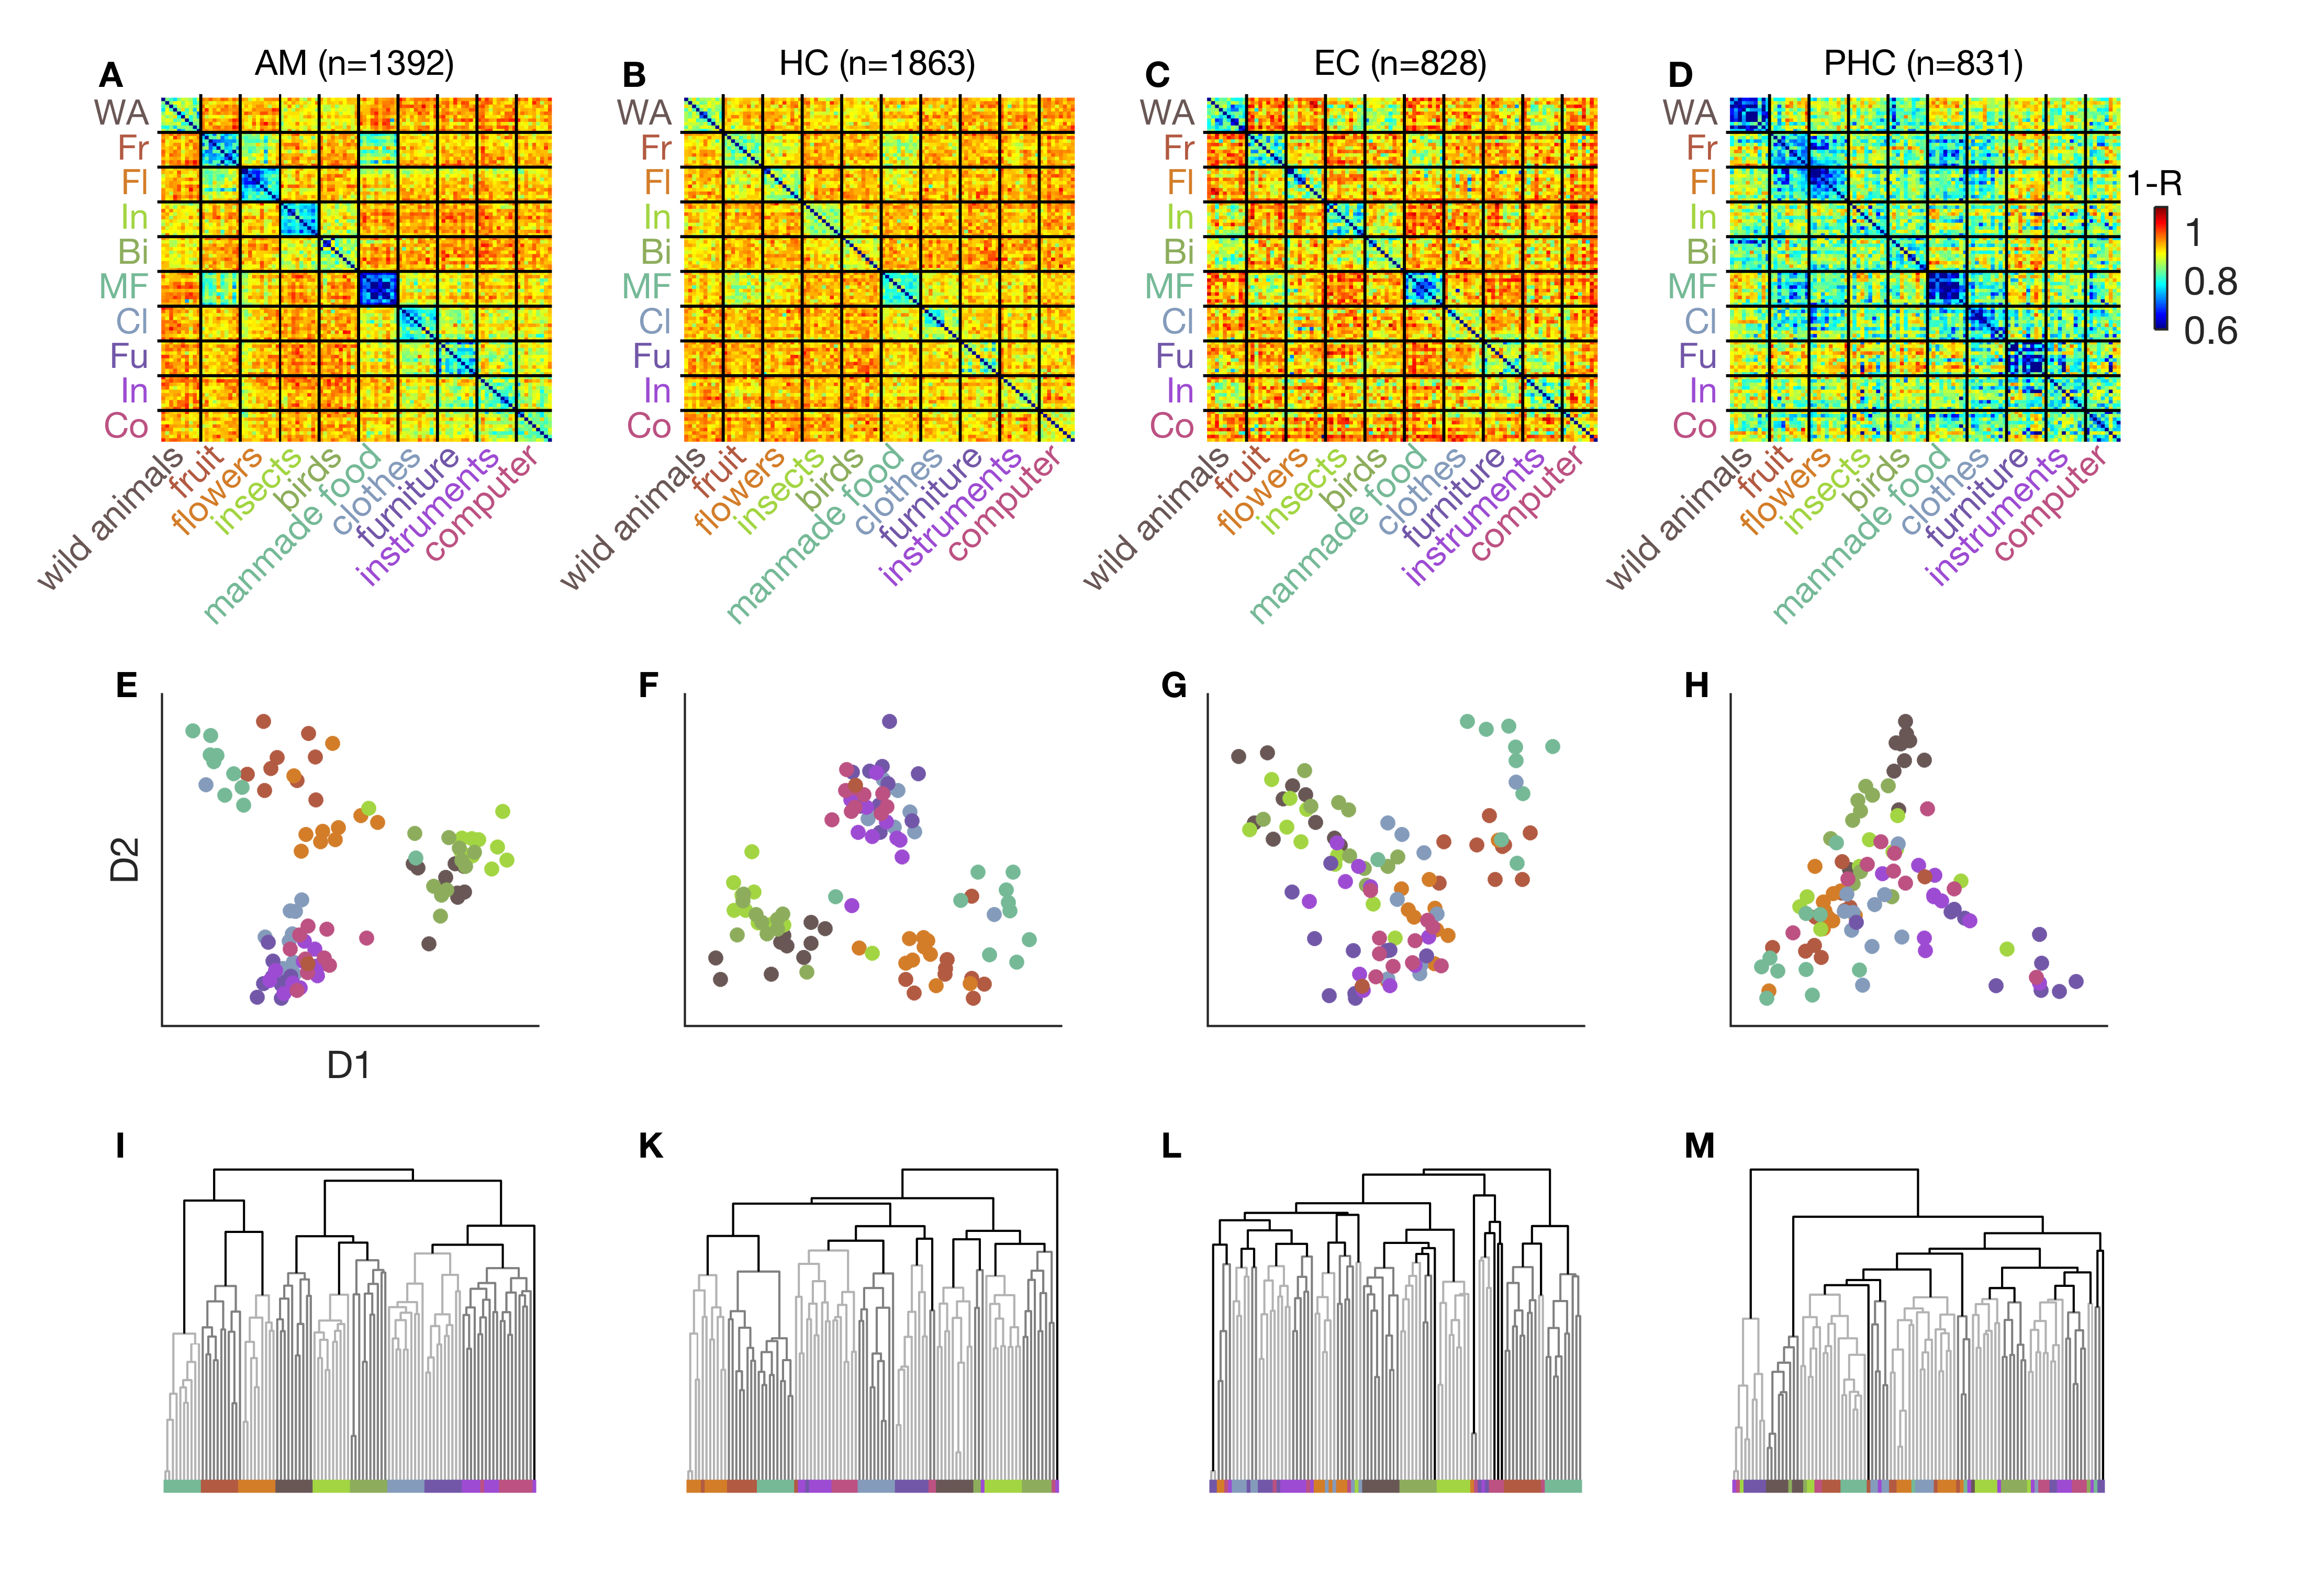 A
AM (n=1392)
B
HC (n=1863)
C
EC (n=828)
D
PHC (n=831)
WA
Fr
Fl
In
Bi
MF
Cl
Fu
In
Co
wild animals
fruit
flowers
insects
birds
manmade food
clothes
furniture
instruments
computer
WA
Fr
Fl
In
Bi
MF
Cl
Fu
In
Co
wild animals
fruit
flowers
insects
birds
manmade food
clothes
furniture
instruments
computer
WA
Fr
Fl
In
Bi
MF
Cl
Fu
In
Co
wild animals
fruit
flowers
insects
birds
manmade food
clothes
furniture
instruments
computer
WA
Fr
Fl
In
Bi
MF
Cl
Fu
In
Co
wild animals
fruit
flowers
insects
birds
manmade food
clothes
furniture
instruments
computer
1-R
1
0.8
0.6
E
F
G
H
D2
D1
I
K
L
M